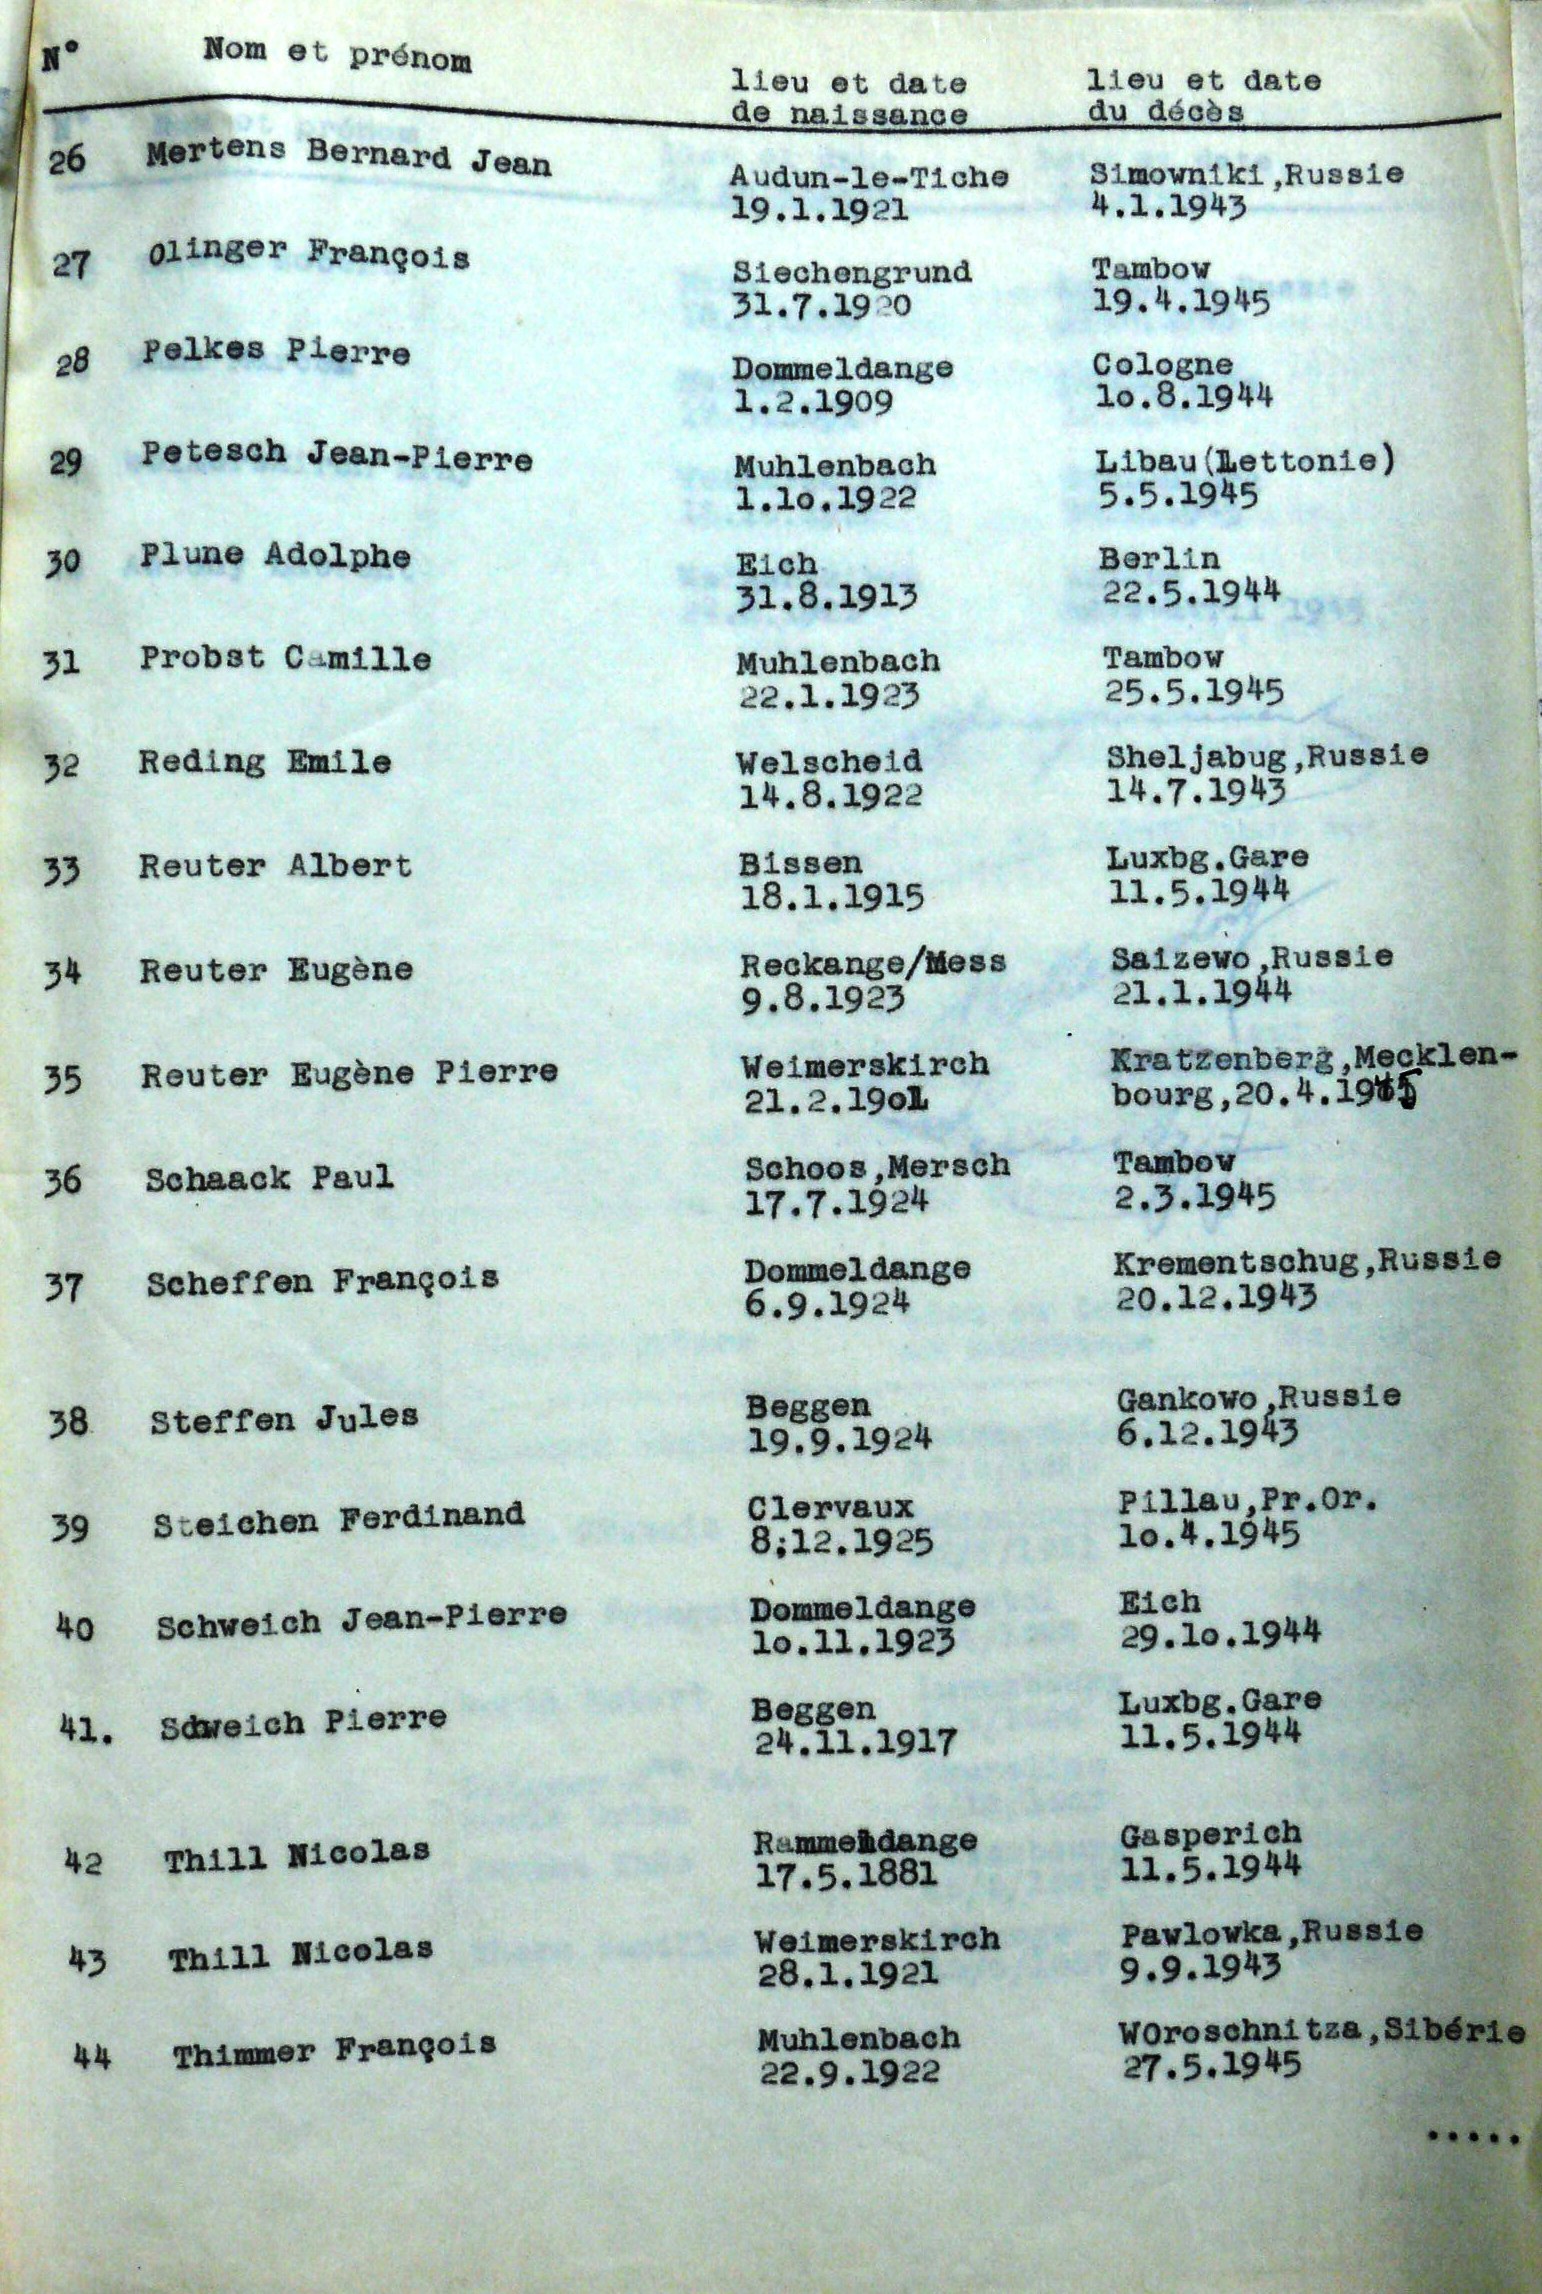 N° Nom et prénom lieu et date lieu et date
de naissance du décès
26 Mertens Bernard Jean Audun-le-Tiche Simowniki,Russie
19.1.1921 4.1.1943
27 Olinger François Siechengrund Tambow
31.7.1920 19.4.1945
28 Pelkes Pierre Dommeldange Cologne
1.2.1909 lo.8.1944
29 Petesch Jean-Pierre Muhlenbach Libau(Lettonie)
1.lo.1922 5.5.1945
30 Plune Adolphe Eich Berlin
31.8.1913 22.5.1944
31 Probst Camille Muhlenbach Tambow
22.1.1923 25.5.1945
32 Reding Emile Welscheid Sheljabug,Russie
14.8.1922 14.7.1943
33 Reuter Albert Bissen Luxbg.Gare
18.1.1915 11.5.1944
34 Reuter Eugène Reckange/Mess Saizewo,Russie
9.8.1923 21.1.1944
35 Reuter Eugène Pierre Weimerskirch Kratzenberg,Mecklen-
21.2.19o1 bourg,20.4.1945
36 Schaack Paul Schoos,Mersch Tambow
17.7.1924 2.3.1945
37 Scheffen François Dommeldange Krementschug,Russie
6.9.1924 20.12.1943
38 Steffen Jules Beggen Gankowo,Russie
19.9.1924 6.12.1943
39 Steichen Ferdinand Clervaux Pillau,Pr.Or.
8;12.1925 lo.4.1945
40 Schweich Jean-Pierre Dommeldange Eich
lo.11.1923 29.lo.1944
41. Schweich Pierre Beggen Luxbg.Gare
24.11.1917 11.5.1944
42 Thill Nicolas Rammeldange Gasperich
17.5.1881 11.5.1944
43 Thill Nicolas Weimerskirch Pawlowka,Russie
28.1.1921 9.9.1943
44 Thimmer François Muhlenbach WOroschnitza,Sibérie
22.9.1922 27.5.1945
.....